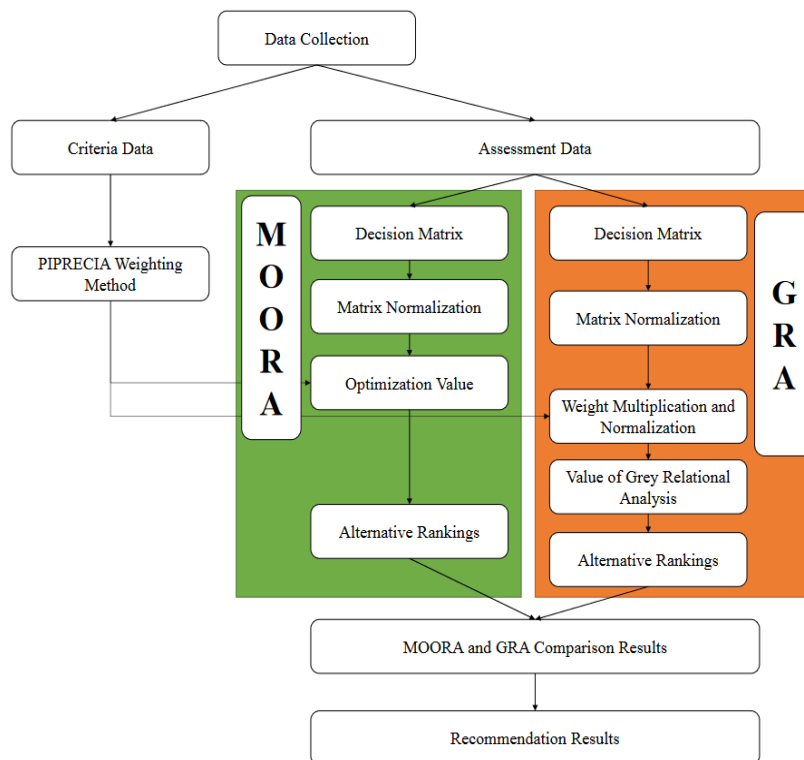 Data Collection
Criteria Data
Assessment Data
PIPRECIA Weighting
Method
M
O
O
R
A
Decision Matrix
Matrix Normalization
Optimization Value
Alternative Rankings
Decision Matrix
Matrix Normalization
Weight Multiplication and
Normalization
Value of Grey Relational
Analysis
Alternative Rankings
G
R
A
MOORA and GRA Comparison Results
Recommendation Results